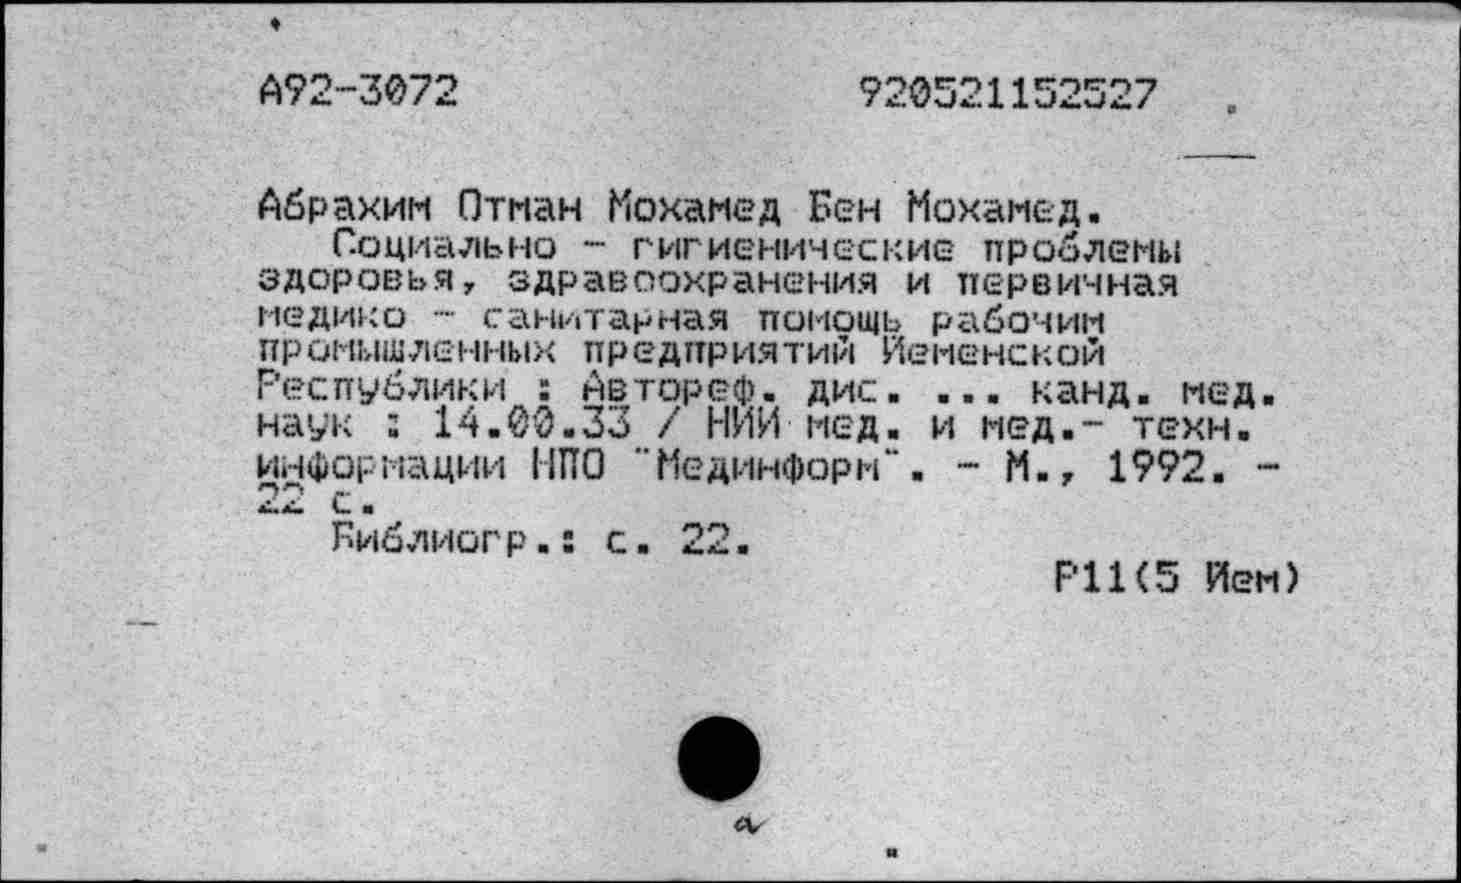 А92-3072 920521152527
Абрахим Отман Мохамед Бен Мохамед.
Социально - гигиенические проблемы
здоровья, здравоохранения и первичная
медико - санитарная помощь рабочим
промышленных предприятий Йеменской
Республики : Автореф. дис. ... канд. мед.
наук : 14.00.33 / НИИ мед. и мед.- техн.
информации НПО "Мединформ". - М., 1992. -
22 с.
Библиогр.: с. 22.
Р11(5 Йем)